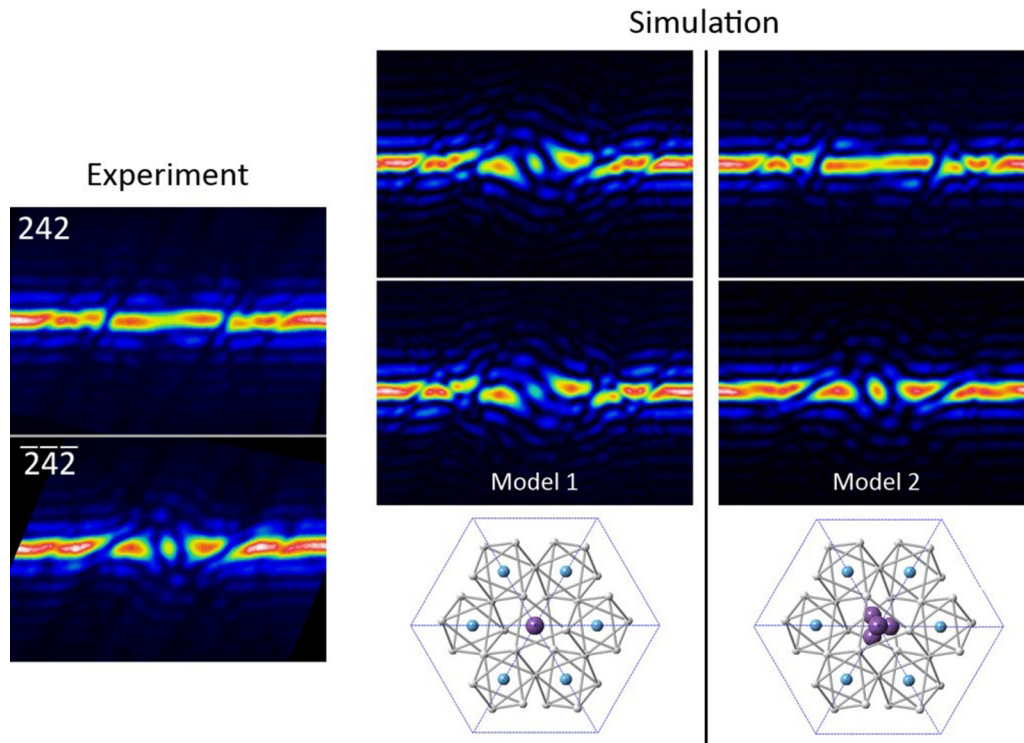 Simulation
Experiment
242
2̅4̅2̅
Model 1
Model 2